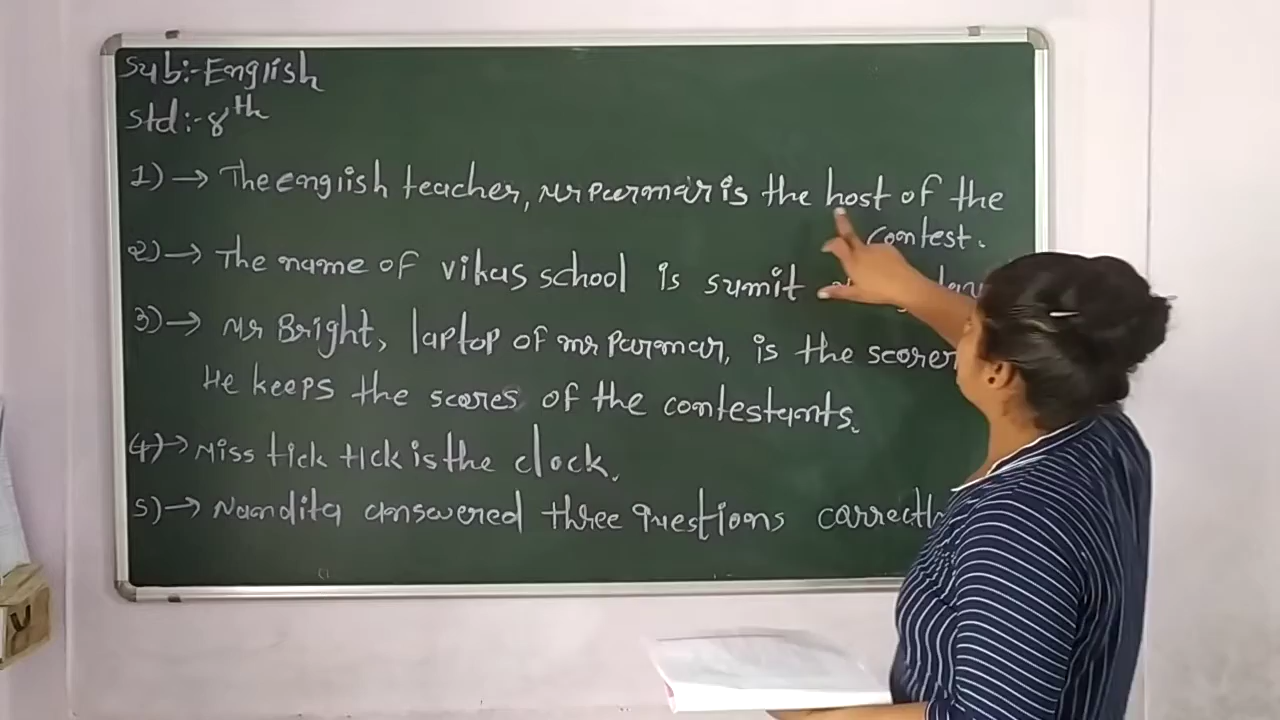 Sub:-English
Std:-8th
1)→ The english teacher, Mr Parmar is the host of the
contest.
2)→ The name of vikas school is sumit
3)→ Mr Bright, laptop of mr Parmar, is the scorer
He keeps the scores of the contestants.
4)→ Miss tick tick is the clock.
5)→ Nandita answered three questions